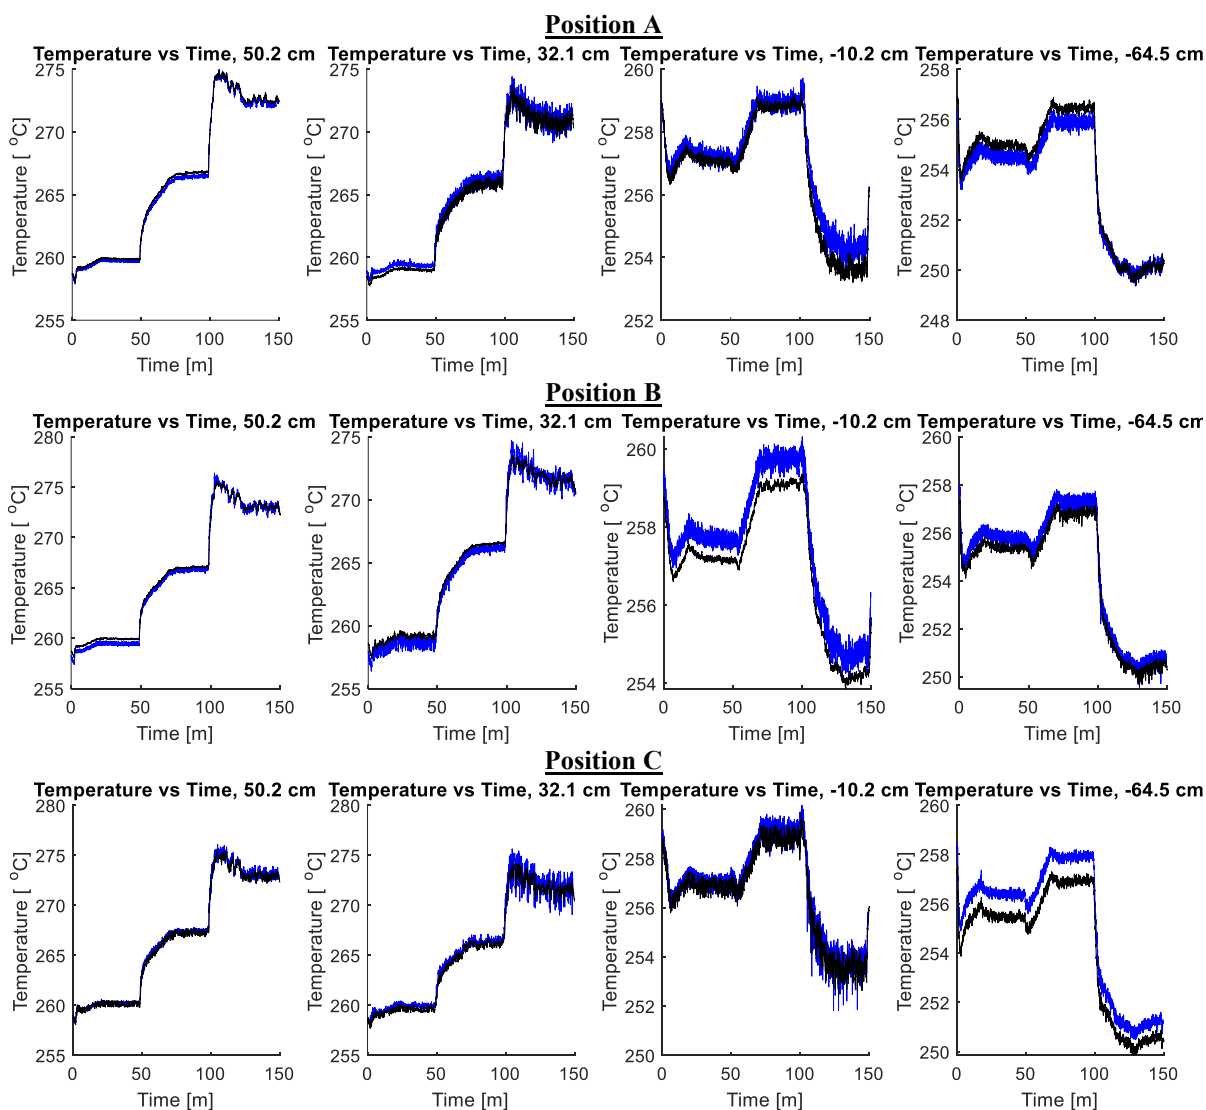 Position A
Temperature vs Time, 50.2 cm Temperature vs Time, 32.1 cm Temperature vs Time, -10.2 cm Temperature vs Time, -64.5 cm
275 275 260 258
270 270 258 256
265 265 256 254
260 260 254 252
255 255 252 250
248
Temperature [ °C] Temperature [ °C] Temperature [ °C] Temperature [ °C]
0 50 100 150 0 50 100 150 0 50 100 150 0 50 100 150
Time [m] Time [m] Time [m] Time [m]
Position B
Temperature vs Time, 50.2 cm Temperature vs Time, 32.1 cm Temperature vs Time, -10.2 cm Temperature vs Time, -64.5 cm
280 275 260 260
275 270 258 258
270 265 256 256
265 260 254 254
260 255 252
255 250
Temperature [ °C] Temperature [ °C] Temperature [ °C] Temperature [ °C]
0 50 100 150 0 50 100 150 0 50 100 150 0 50 100 150
Time [m] Time [m] Time [m] Time [m]
Position C
Temperature vs Time, 50.2 cm Temperature vs Time, 32.1 cm Temperature vs Time, -10.2 cm Temperature vs Time, -64.5 cm
280 280 260 260
275 275 258 258
270 270 256 256
265 265 254 254
260 260 252 252
255 255 250 250
Temperature [ °C] Temperature [ °C] Temperature [ °C] Temperature [ °C]
0 50 100 150 0 50 100 150 0 50 100 150 0 50 100 150
Time [m] Time [m] Time [m] Time [m]